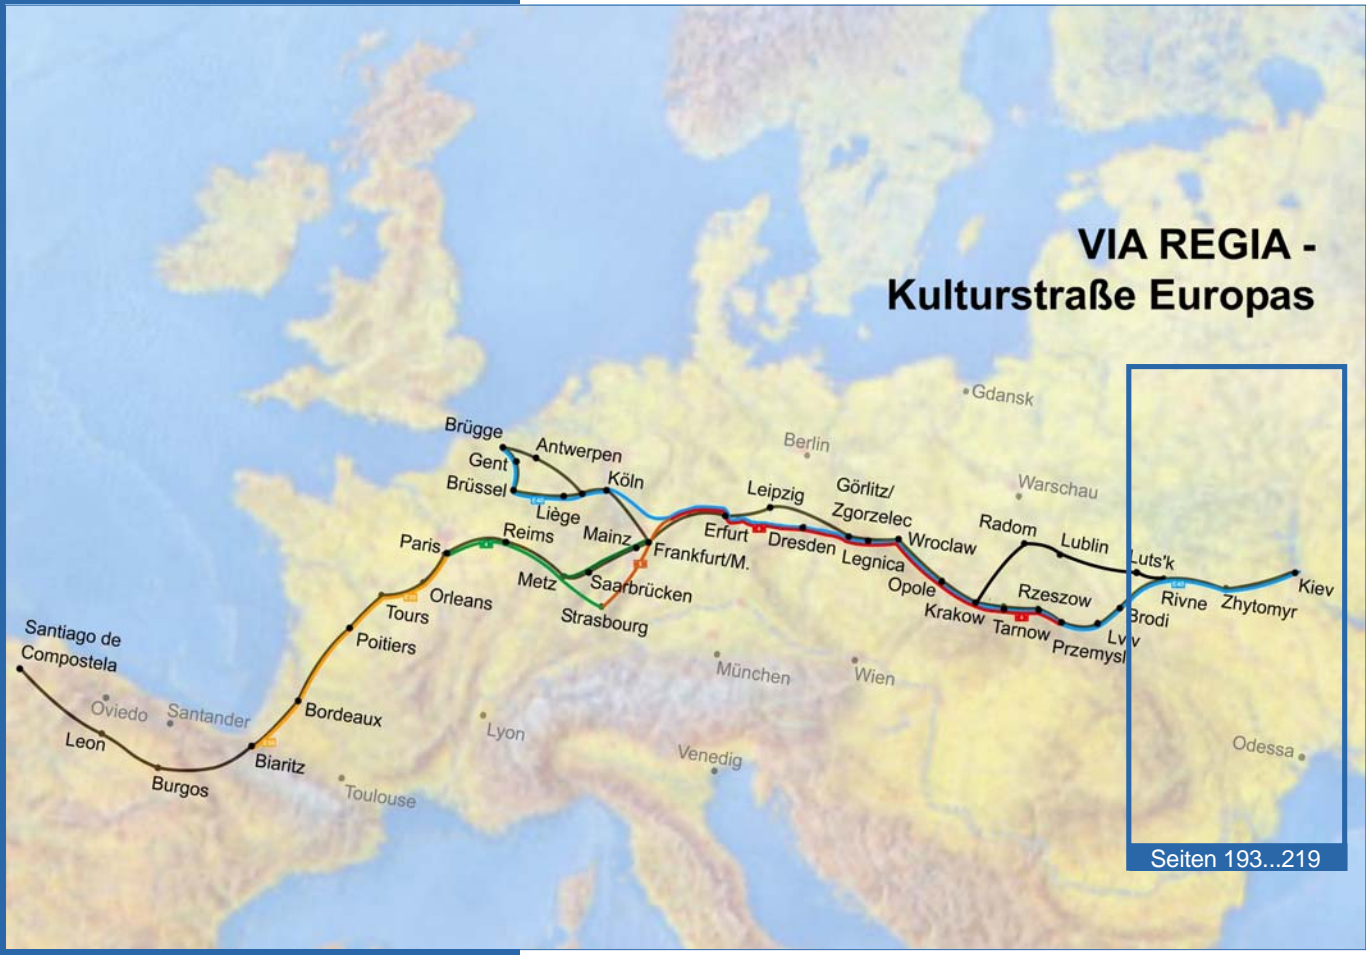 VIA REGIA -
Kulturstraße Europas
Gdansk
Brügge
Antwerpen
Berlin
Gent
Köln
Brüssel
Leipzig
Görlitz/
Zgorzelec
Warschau
Liège
Radom
Lublin
Reims
Mainz
Erfurt
Dresden
Wroclaw
Paris
Frankfurt/M.
Legnica
Luts'k
Metz
Saarbrücken
Opole
Rzeszow
Rivne
Zhytomyr
Kiev
Orleans
Tours
Strasbourg
Krakow
Tarnow
Brodi
Lviv
Przemysl
Santiago de
Compostela
Poitiers
München
Wien
Oviedo
Santander
Bordeaux
Lyon
Leon
Venedig
Odessa
Biaritz
Burgos
Toulouse
Seiten 193...219